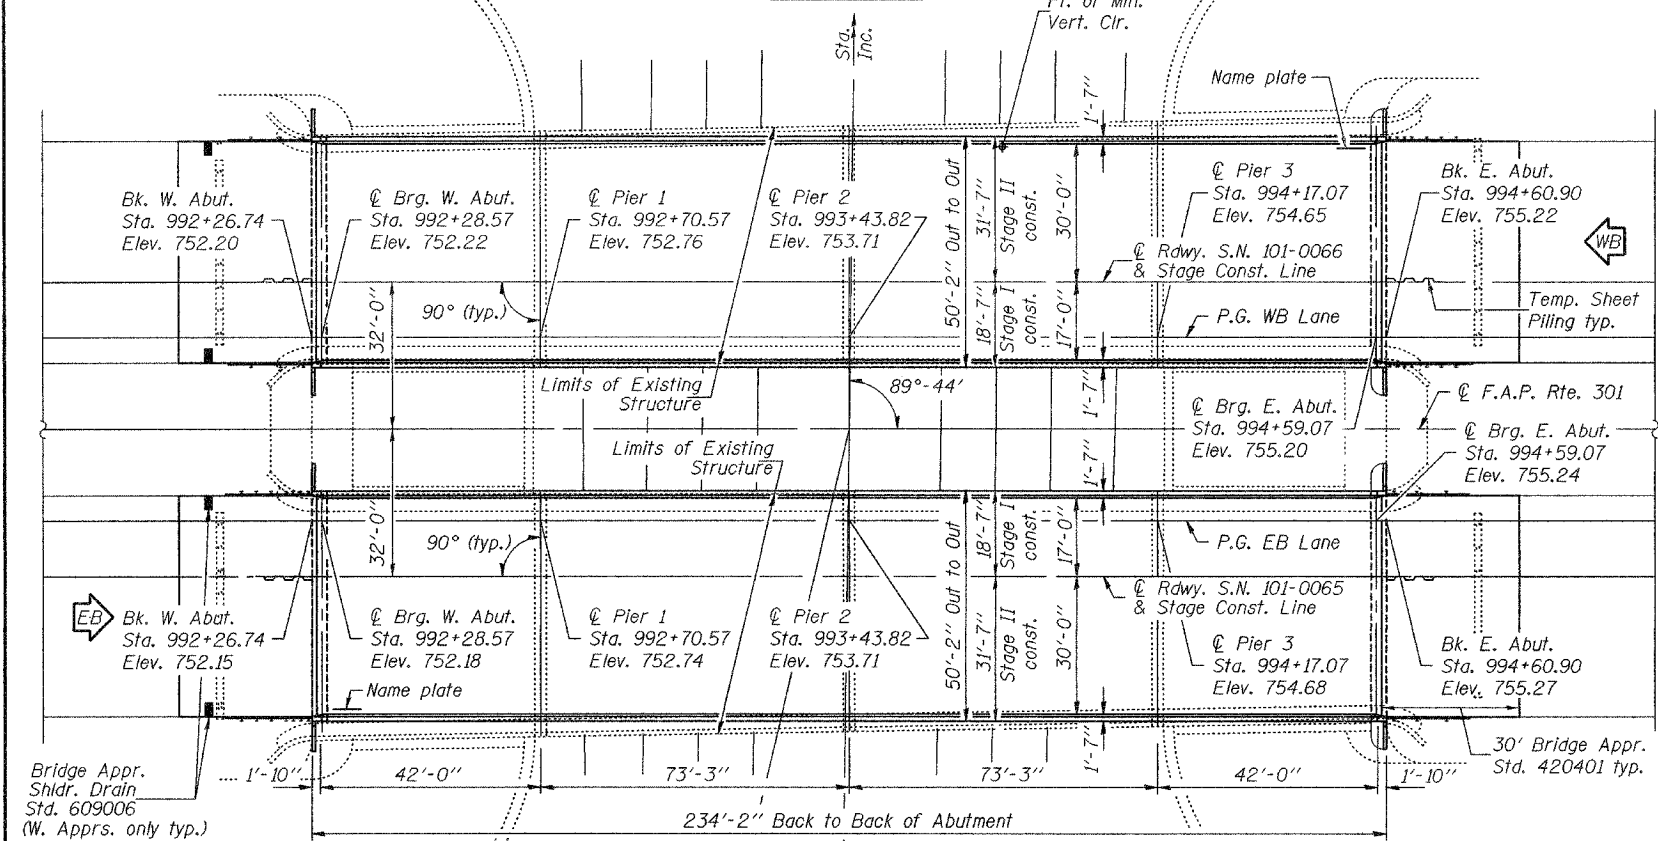 Pt. of Min.
Vert. Clr.
Sta.
Inc.
Name plate
1'-7"
Bk. W. Abut.
Sta. 992+26.74
Elev. 752.20
℄ Brg. W. Abut.
Sta. 992+28.57
Elev. 752.22
℄ Pier 1
Sta. 992+70.57
Elev. 752.76
℄ Pier 2
Sta. 993+43.82
Elev. 753.71
50'-2" Out to Out
31'-7"
Stage II
const.
30'-0"
℄ Pier 3
Sta. 994+17.07
Elev. 754.65
Bk. E. Abut.
Sta. 994+60.90
Elev. 755.22
WB
℄ Rdwy. S.N. 101-0066
& Stage Const. Line
90° (typ.)
32'-0"
18'-7"
Stage I
const.
17'-0"
P.G. WB Lane
Temp. Sheet
Piling typ.
Limits of Existing
Structure
89°-44'
1'-7"
℄ Brg. E. Abut.
Sta. 994+59.07
Elev. 755.20
℄ F.A.P. Rte. 301
Limits of Existing
Structure
1'-7"
℄ Brg. E. Abut.
Sta. 994+59.07
Elev. 755.24
32'-0"
90° (typ.)
50'-2" Out to Out
18'-7"
Stage I
const.
17'-0"
P.G. EB Lane
℄ Rdwy. S.N. 101-0065
& Stage Const. Line
EB
Bk. W. Abut.
Sta. 992+26.74
Elev. 752.15
℄ Brg. W. Abut.
Sta. 992+28.57
Elev. 752.18
℄ Pier 1
Sta. 992+70.57
Elev. 752.74
℄ Pier 2
Sta. 993+43.82
Elev. 753.71
31'-7"
Stage II
const.
30'-0"
℄ Pier 3
Sta. 994+17.07
Elev. 754.68
Bk. E. Abut.
Sta. 994+60.90
Elev. 755.27
Name plate
Bridge Appr.
Shldr. Drain
Std. 609006
(W. Apprs. only typ.)
1'-10"
42'-0"
73'-3"
1'-7"
73'-3"
42'-0"
1'-10"
30' Bridge Appr.
Std. 420401 typ.
234'-2" Back to Back of Abutment